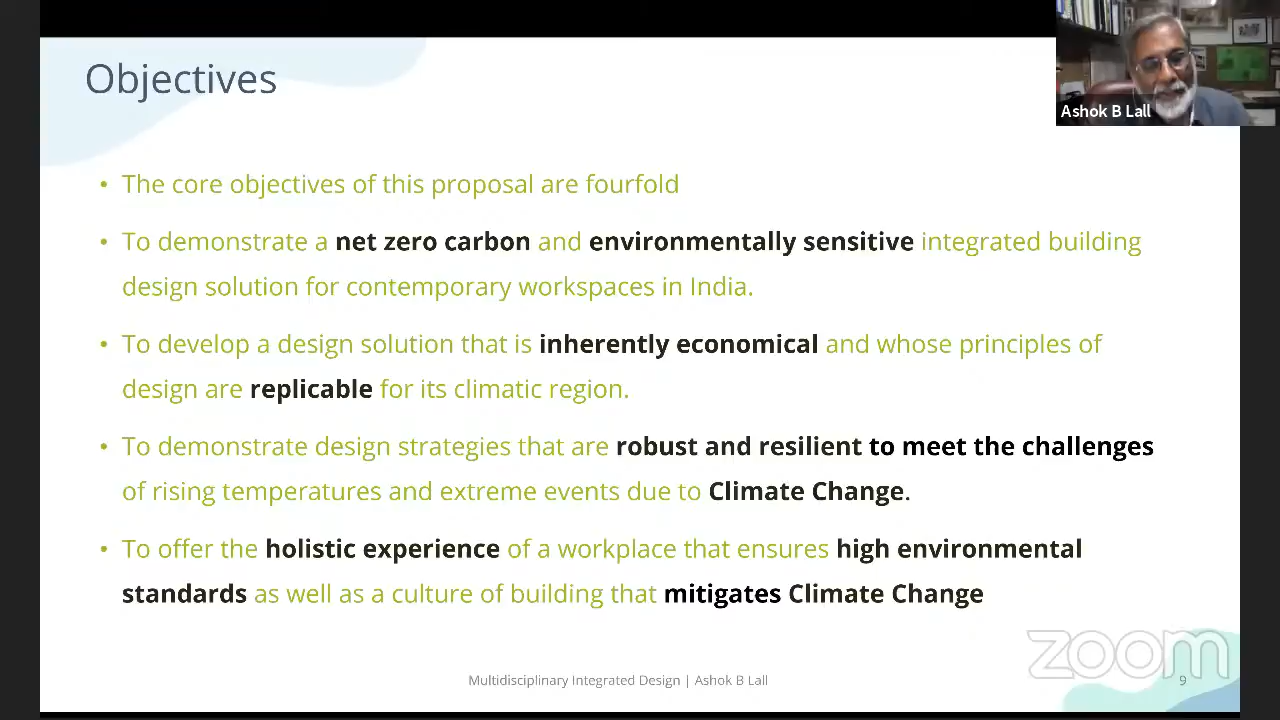 Objectives
Ashok B Lall
• The core objectives of this proposal are fourfold
• To demonstrate a net zero carbon and environmentally sensitive integrated building
design solution for contemporary workspaces in India.
• To develop a design solution that is inherently economical and whose principles of
design are replicable for its climatic region.
• To demonstrate design strategies that are robust and resilient to meet the challenges
of rising temperatures and extreme events due to Climate Change.
• To offer the holistic experience of a workplace that ensures high environmental
standards as well as a culture of building that mitigates Climate Change
zoom
Multidisciplinary Integrated Design | Ashok B Lall
9